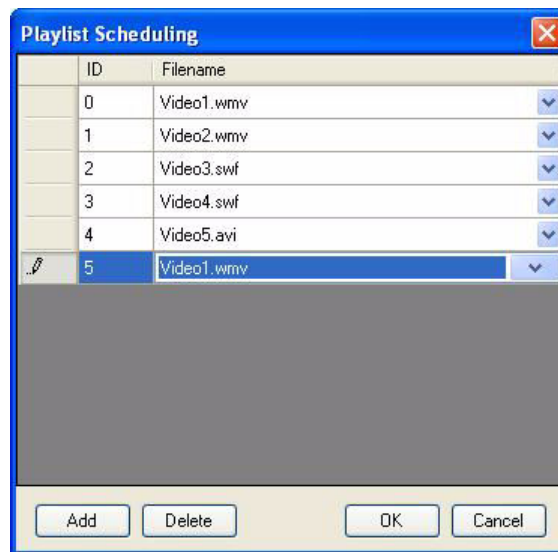 Playlist Scheduling
ID Filename
0 Video1.wmv
1 Video2.wmv
2 Video3.swf
3 Video4.swf
4 Video5.avi
5 Video1.wmv
Add Delete OK Cancel